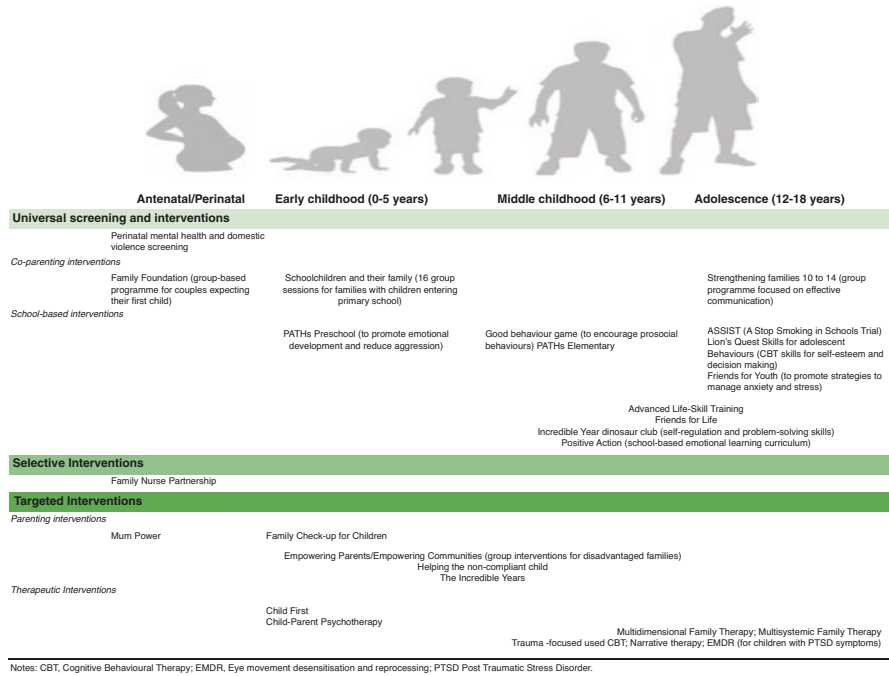 Antenatal/Perinatal Early childhood (0-5 years) Middle childhood (6-11 years) Adolescence (12-18 years)
Universal screening and interventions
Perinatal mental health and domestic
violence screening
Co-parenting interventions
Family Foundation (group-based
programme for couples expecting
their first child)
Schoolchildren and their family (16 group
sessions for families with children entering
primary school)
Strengthening families 10 to 14 (group
programme focused on effective
communication)
School-based interventions
PATHs Preschool (to promote emotional
development and reduce aggression)
Good behaviour game (to encourage prosocial
behaviours) PATHs Elementary
ASSIST (A Stop Smoking in Schools Trial)
Lion's Quest Skills for adolescent
Behaviours (CBT skills for self-esteem and
decision making)
Friends for Youth (to promote strategies to
manage anxiety and stress)
Advanced Life-Skill Training
Friends for Life
Incredible Year dinosaur club (self-regulation and problem-solving skills)
Positive Action (school-based emotional learning curriculum)
Selective Interventions
Family Nurse Partnership
Targeted Interventions
Parenting interventions
Mum Power Family Check-up for Children
Empowering Parents/Empowering Communities (group interventions for disadvantaged families)
Helping the non-compliant child
The Incredible Years
Therapeutic Interventions
Child First
Child-Parent Psychotherapy
Multidimensional Family Therapy; Multisystemic Family Therapy
Trauma -focused used CBT; Narrative therapy; EMDR (for children with PTSD symptoms)
Notes: CBT, Cognitive Behavioural Therapy; EMDR, Eye movement desensitisation and reprocessing; PTSD Post Traumatic Stress Disorder.